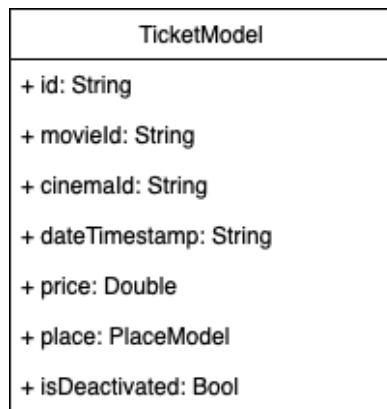 TicketModel
+ id: String
+ movieId: String
+ cinemaId: String
+ dateTimestamp: String
+ price: Double
+ place: PlaceModel
+ isDeactivated: Bool